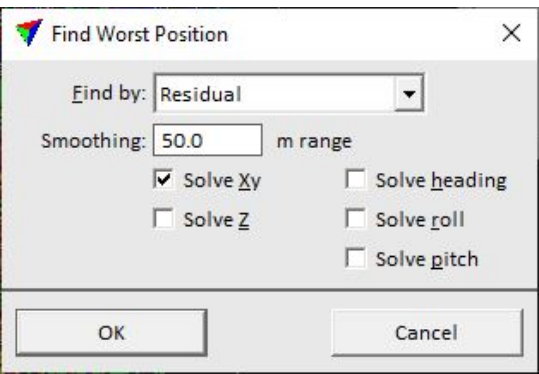 Find Worst Position
Find by: Residual
Smoothing: 50.0 m range
Solve Xy Solve heading
Solve Z Solve roll
Solve pitch
OK Cancel